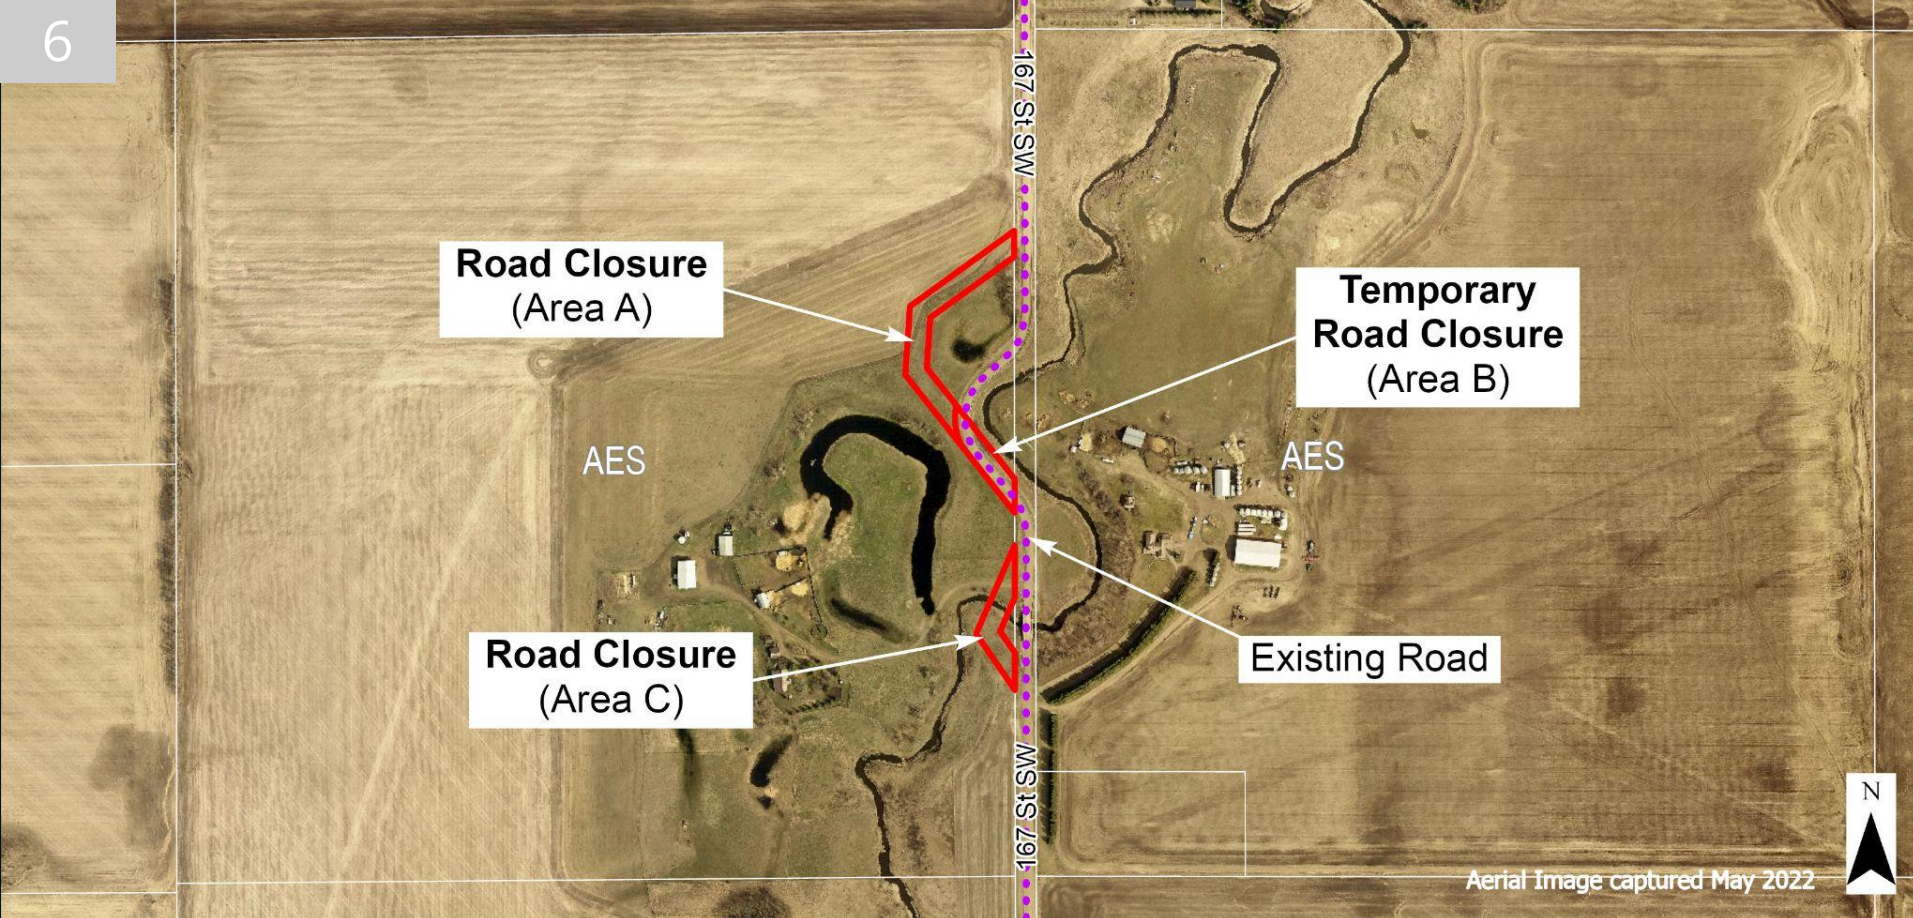 6
167 St SW
Road Closure
(Area A)
Temporary
Road Closure
(Area B)
AES
AES
Road Closure
(Area C)
Existing Road
167 St SW
N
Aerial Image captured May 2022